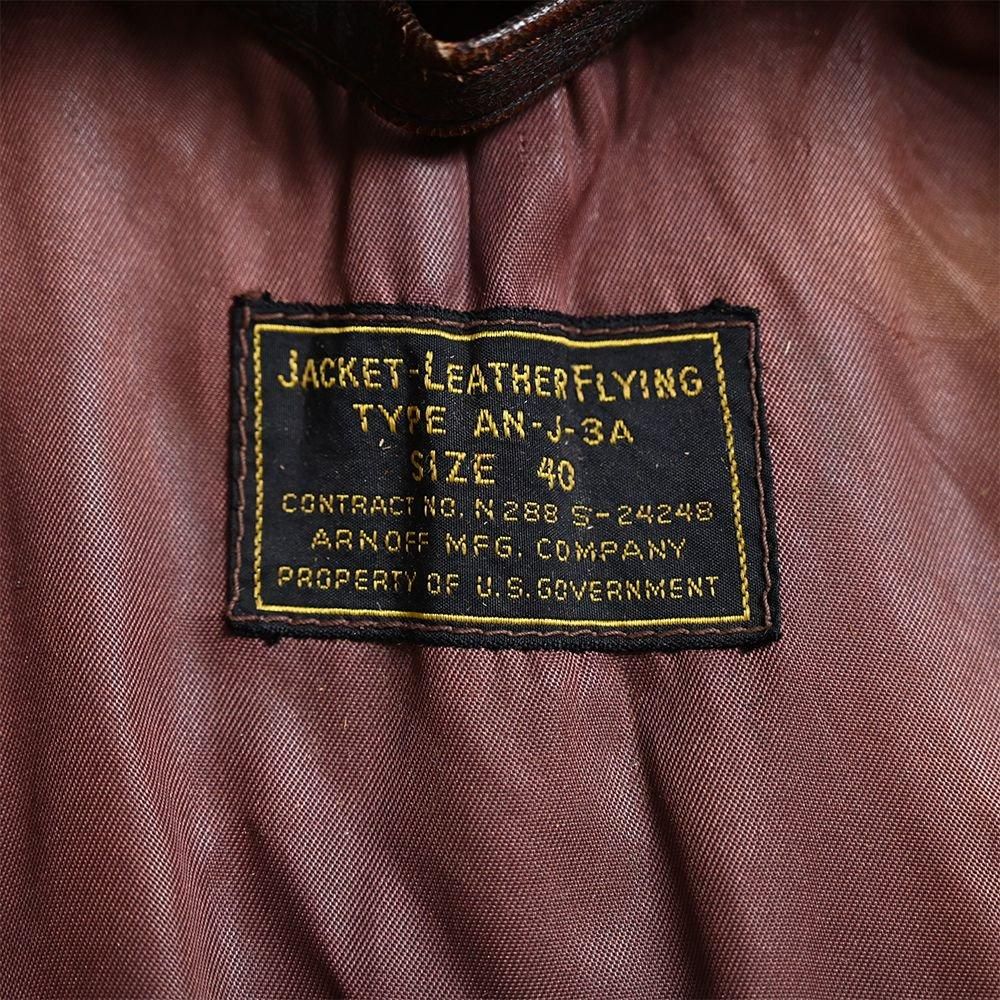 JACKET-LEATHER FLYING
TYPE AN-J-3A
SIZE 40
CONTRACT NO. N288 S-24248
ARNOFF MFG. COMPANY
PROPERTY OF U.S. GOVERNMENT